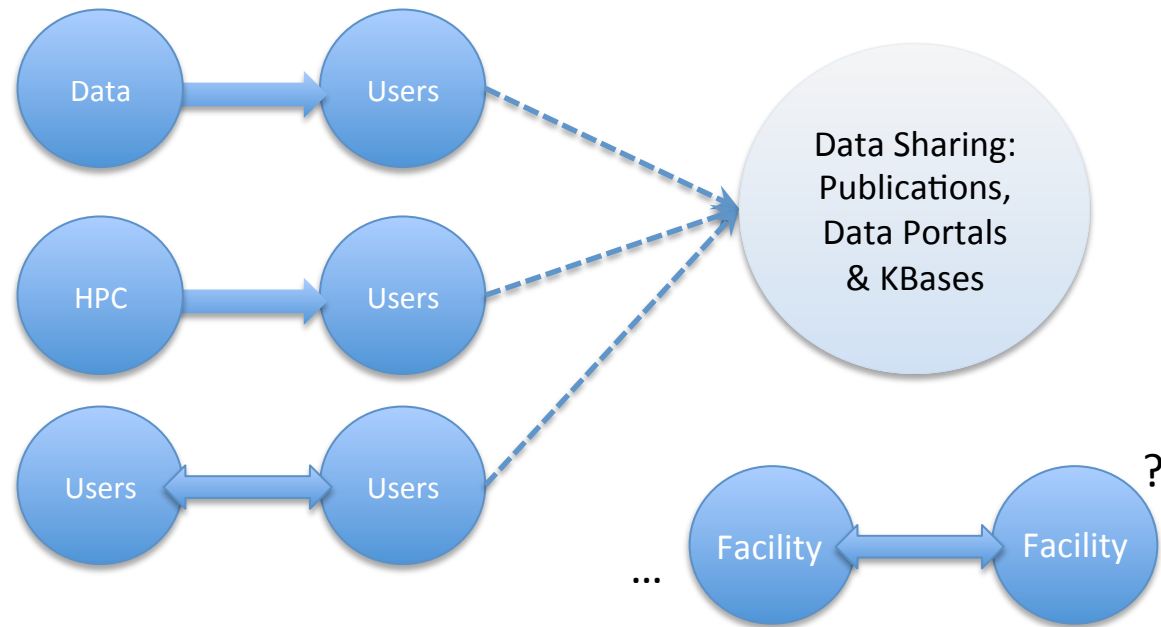 Data
Users
Data Sharing:
Publications,
Data Portals
& KBases
HPC
Users
Users
Users
?
Facility
Facility
...